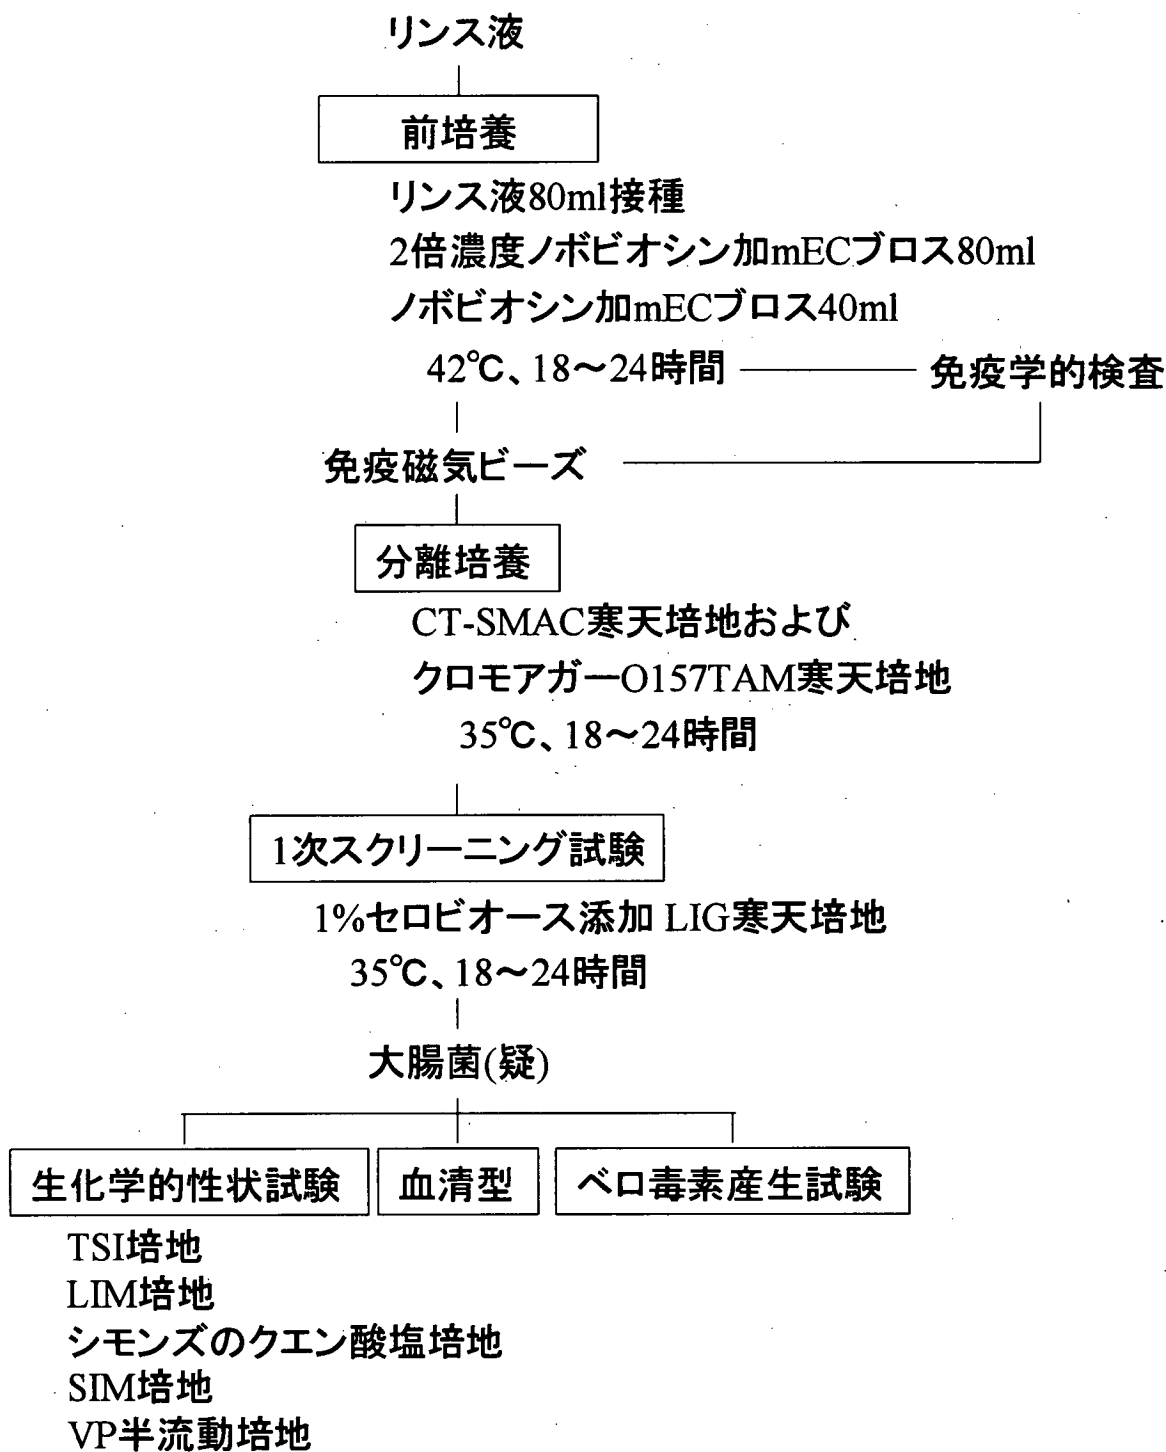 リンス液
前培養
リンス液80ml接種
2倍濃度ノボビオシン加mECブロス80ml
ノボビオシン加mECブロス40ml
42℃、18～24時間
免疫学的検査
免疫磁気ビーズ
分離培養
CT-SMAC寒天培地および
クロモアガーO157TAM寒天培地
35℃、18～24時間
1次スクリーニング試験
1%セロビオース添加 LIG寒天培地
35℃、18～24時間
大腸菌(疑)
生化学的性状試験
血清型
ベロ毒素産生試験
TSI培地
LIM培地
シモンズのクエン酸塩培地
SIM培地
VP半流動培地